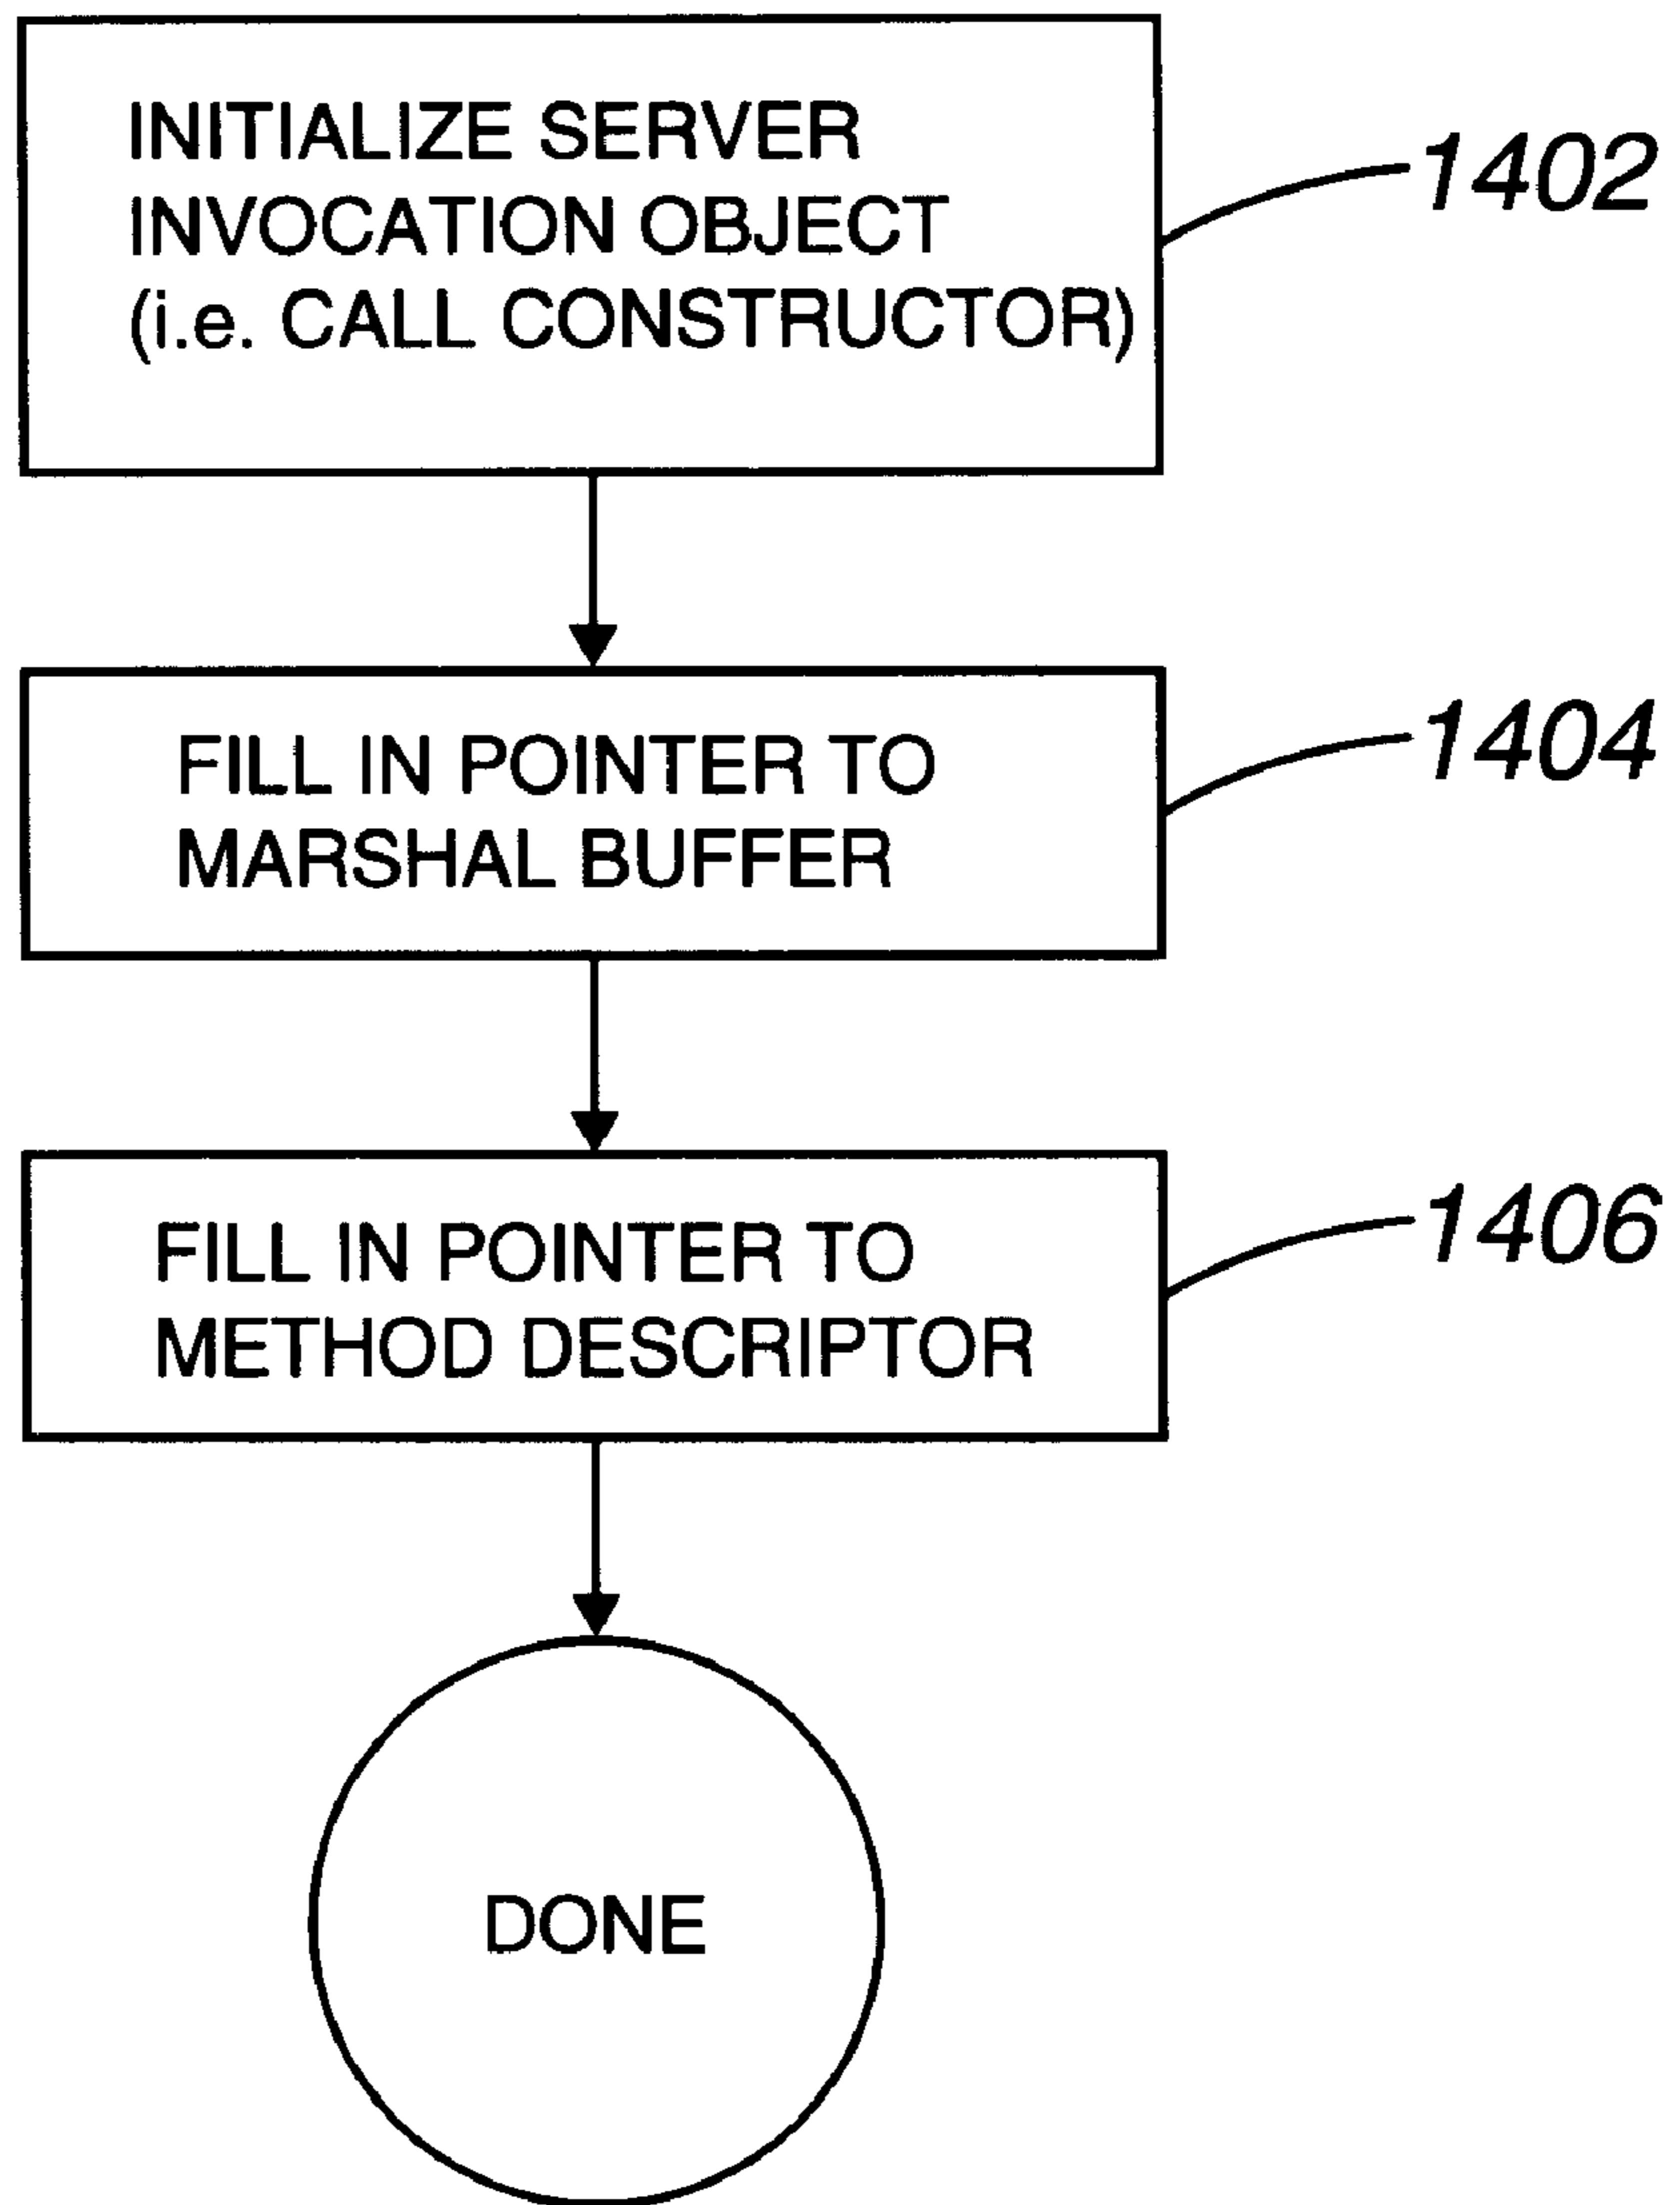 INITIALIZE SERVER
INVOCATION OBJECT
(i.e. CALL CONSTRUCTOR)
1402
FILL IN POINTER TO
MARSHAL BUFFER
1404
FILL IN POINTER TO
METHOD DESCRIPTOR
1406
DONE